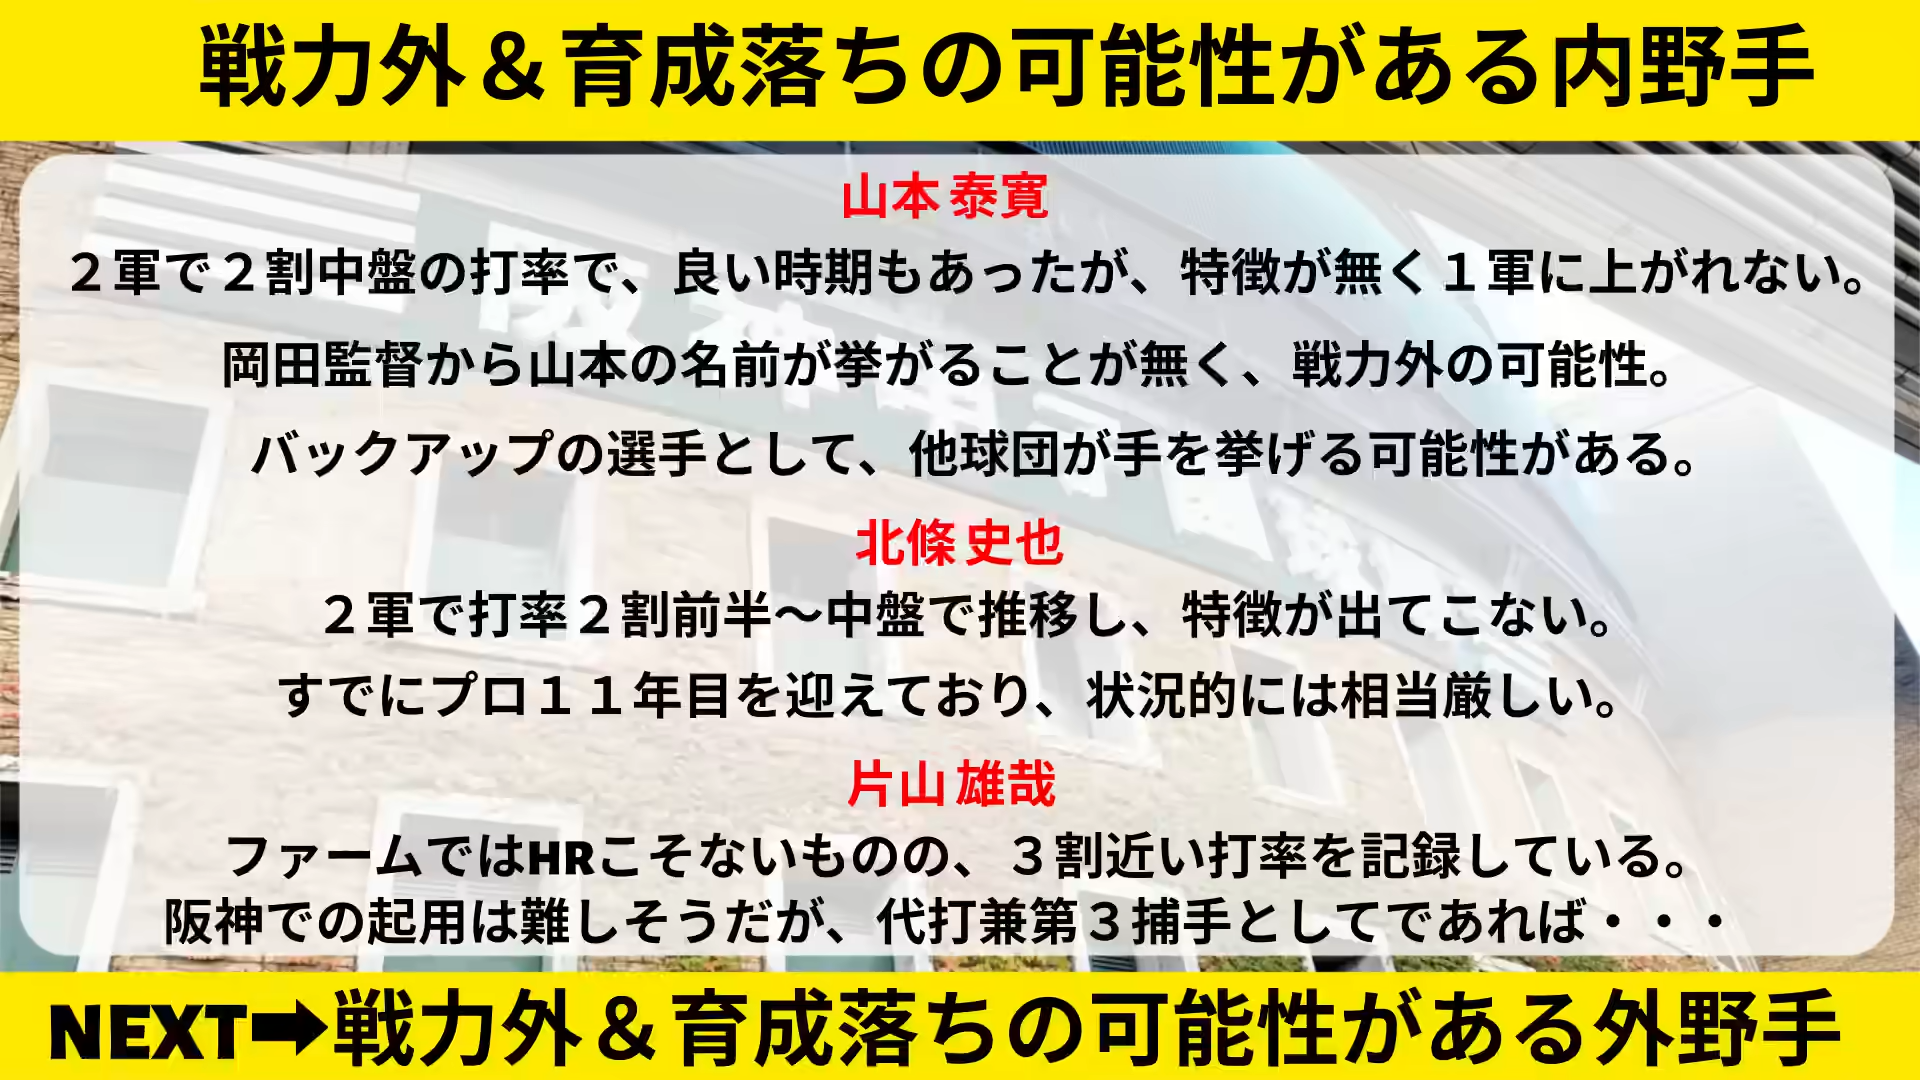 戦力外＆育成落ちの可能性がある内野手
山本 泰寛
２軍で２割中盤の打率で、良い時期もあったが、特徴が無く１軍に上がれない。
岡田監督から山本の名前が挙がることが無く、戦力外の可能性。
バックアップの選手として、他球団が手を挙げる可能性がある。
北條 史也
２軍で打率２割前半～中盤で推移し、特徴が出てこない。
すでにプロ１１年目を迎えており、状況的には相当厳しい。
片山 雄哉
ファームではHRこそないものの、３割近い打率を記録している。
阪神での起用は難しそうだが、代打兼第３捕手としてであれば・・・
NEXT➡戦力外＆育成落ちの可能性がある外野手